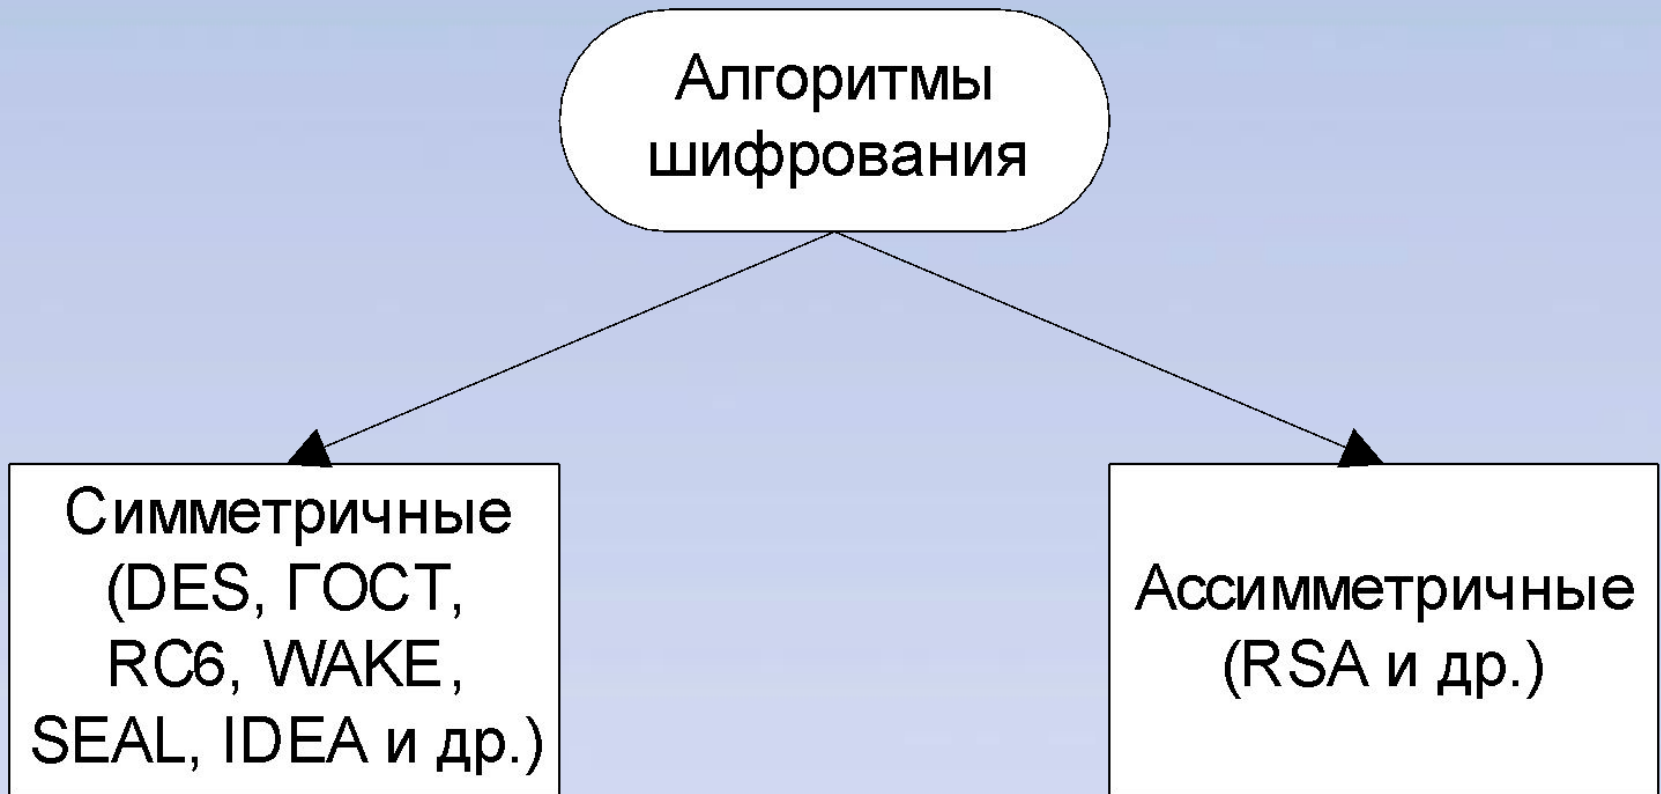 Алгоритмы
шифрования
Симметричные
(DES, ГОСТ,
RC6, WAKE,
SEAL, IDEA и др.)
Ассимметричные
(RSA и др.)